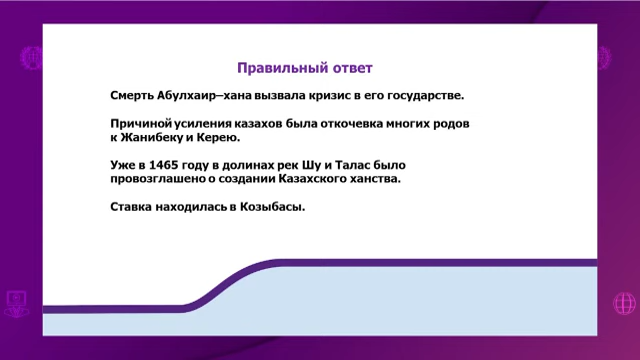 Правильный ответ
Смерть Абулхаир–хана вызвала кризис в его государстве.
Причиной усиления казахов была откочевка многих родов
к Жанибеку и Керею.
Уже в 1465 году в долинах рек Шу и Талас было
провозглашено о создании Казахского ханства.
Ставка находилась в Козыбасы.